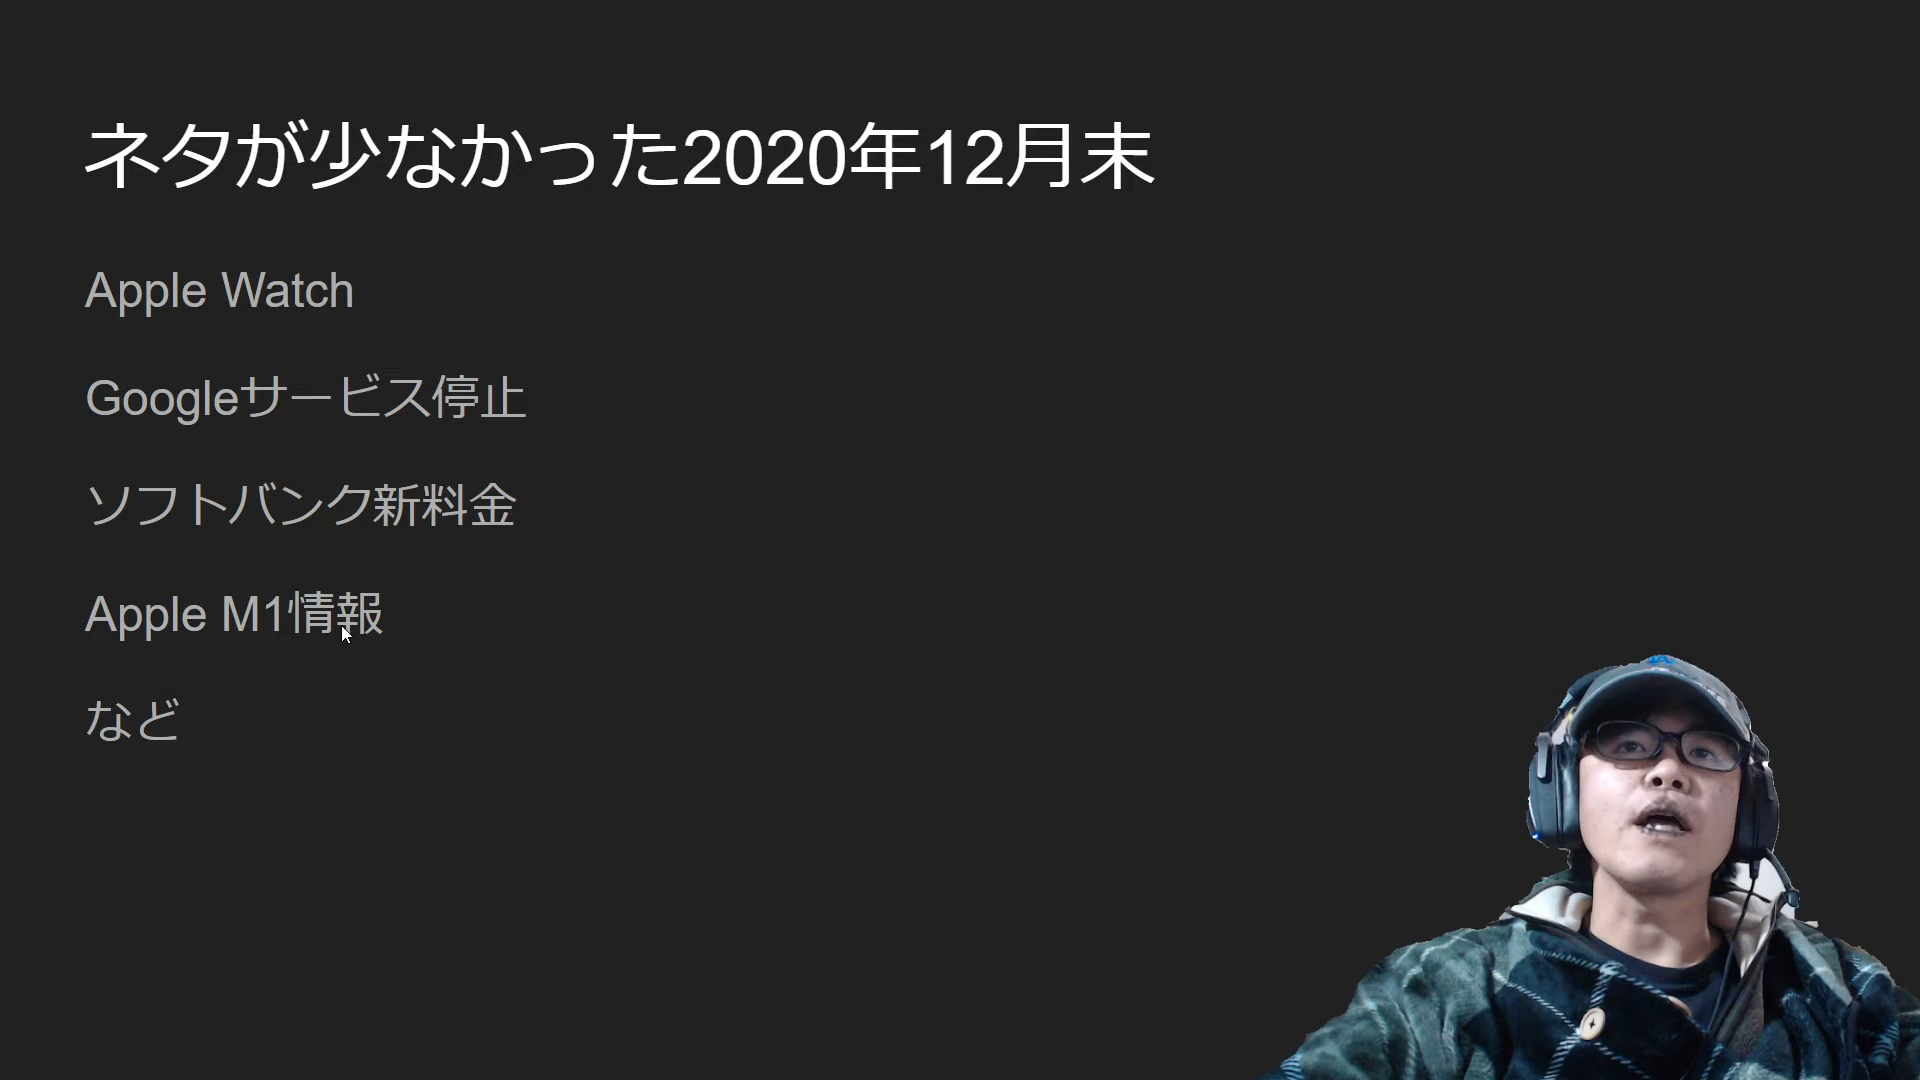 ネタが少なかった2020年12月末
Apple Watch
Googleサービス停止
ソフトバンク新料金
Apple M1情報
など